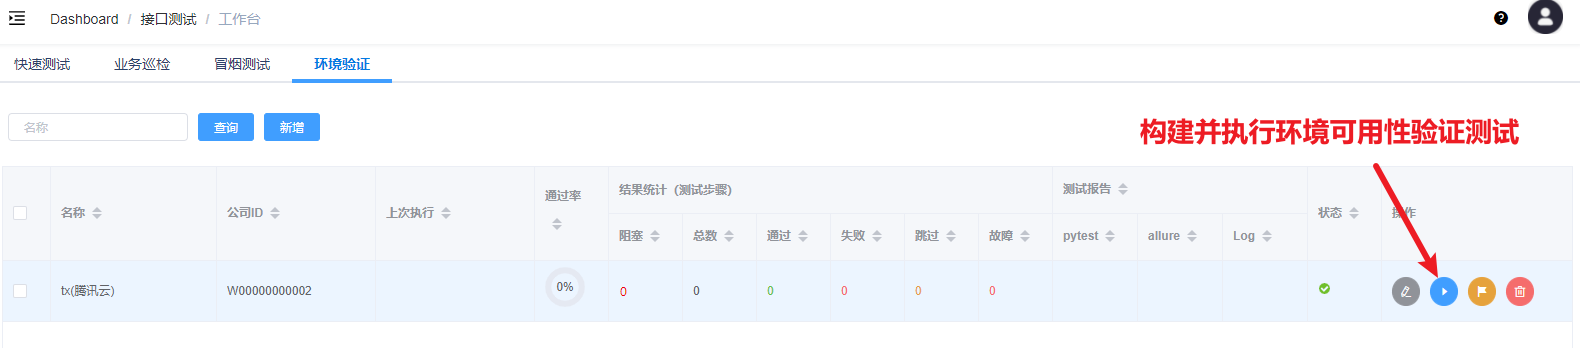 Dashboard / 接口测试 / 工作台
快速测试 业务巡检 冒烟测试 环境验证
名称 查询 新增
构建并执行环境可用性验证测试
名称 公司ID 上次执行 通过率 结果统计（测试步骤） 测试报告 状态 操作
阻塞 总数 通过 失败 跳过 故障 pytest allure Log
tx(腾讯云) W00000000002 0% 0 0 0 0 0 0